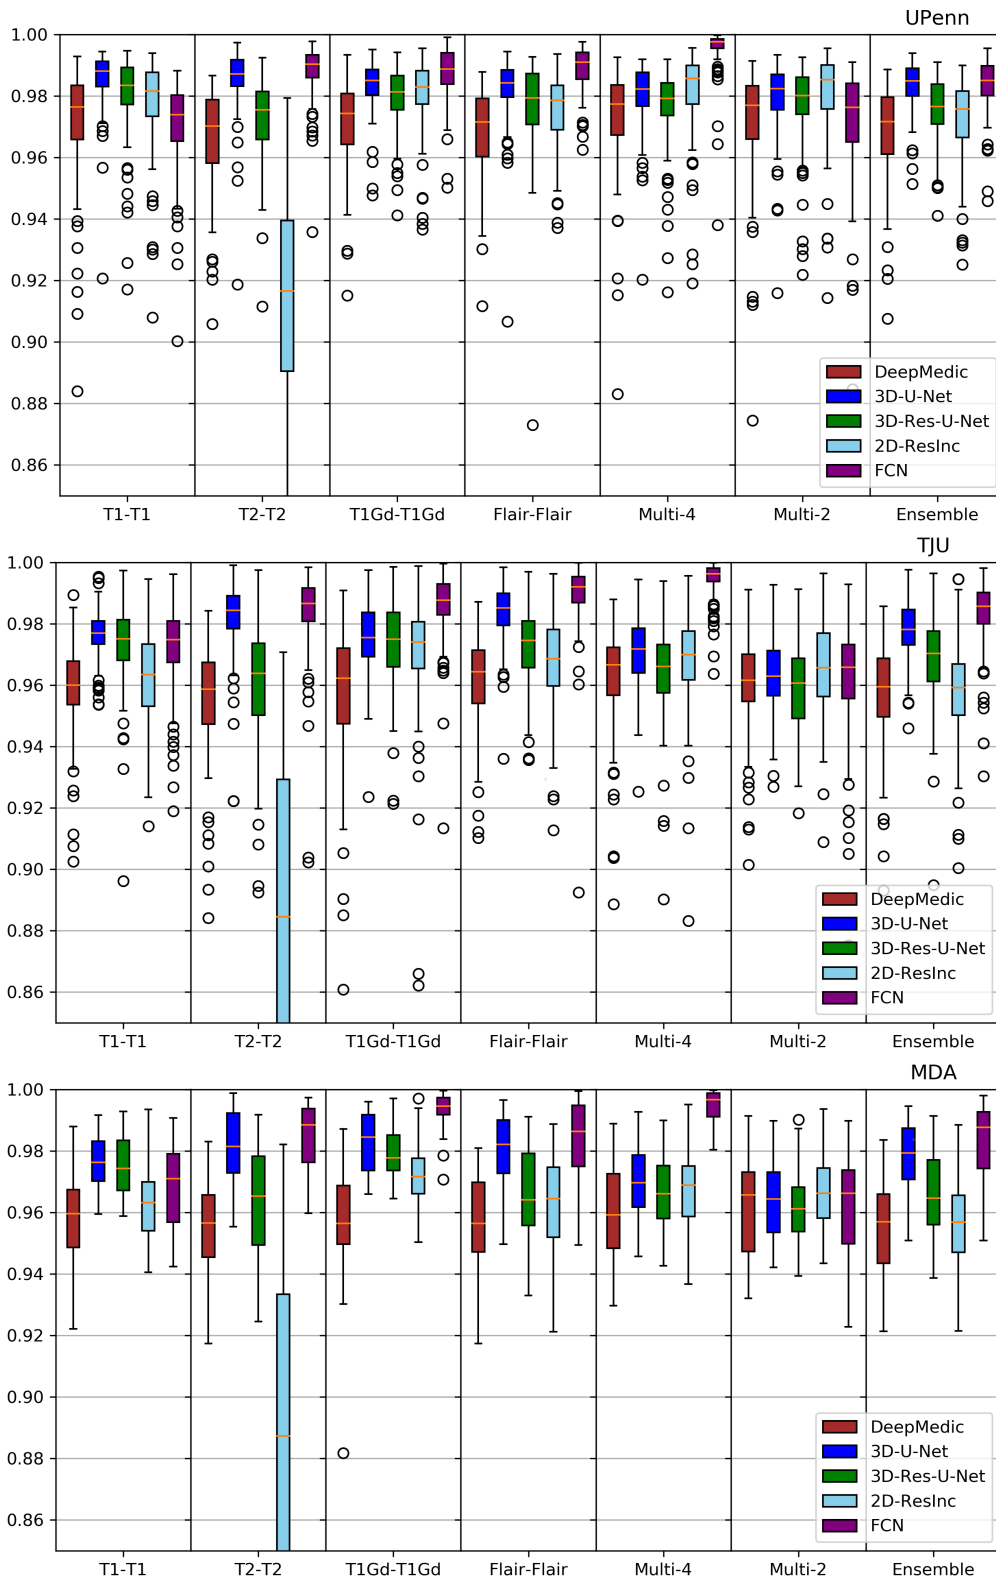 UPenn
1.00
0.98
0.96
0.94
0.92
0.90
0.88
0.86
DeepMedic
3D-U-Net
3D-Res-U-Net
2D-ResInc
FCN
T1-T1 T2-T2 T1Gd-T1Gd Flair-Flair Multi-4 Multi-2 Ensemble
TJU
1.00
0.98
0.96
0.94
0.92
0.90
0.88
0.86
DeepMedic
3D-U-Net
3D-Res-U-Net
2D-ResInc
FCN
T1-T1 T2-T2 T1Gd-T1Gd Flair-Flair Multi-4 Multi-2 Ensemble
MDA
1.00
0.98
0.96
0.94
0.92
0.90
0.88
0.86
DeepMedic
3D-U-Net
3D-Res-U-Net
2D-ResInc
FCN
T1-T1 T2-T2 T1Gd-T1Gd Flair-Flair Multi-4 Multi-2 Ensemble